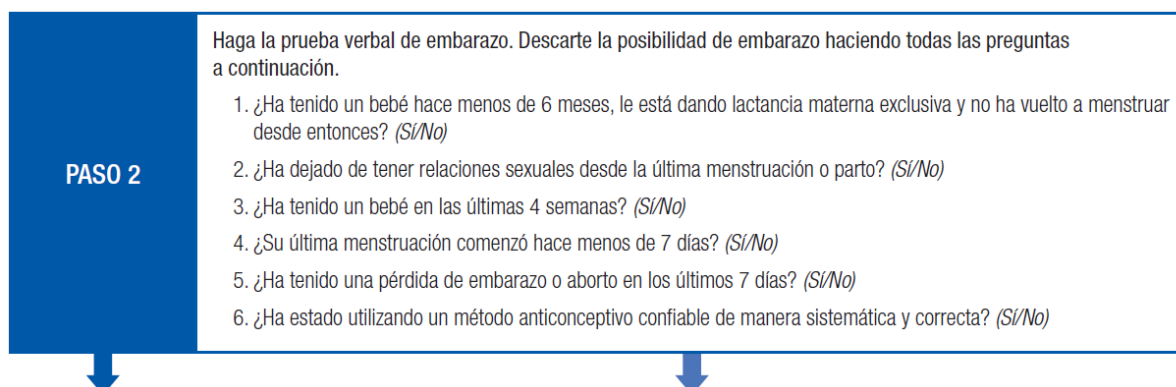 PASO 2
Haga la prueba verbal de embarazo. Descarte la posibilidad de embarazo haciendo todas las preguntas
a continuación.
1. ¿Ha tenido un bebé hace menos de 6 meses, le está dando lactancia materna exclusiva y no ha vuelto a menstruar
desde entonces? (Sí/No)
2. ¿Ha dejado de tener relaciones sexuales desde la última menstruación o parto? (Sí/No)
3. ¿Ha tenido un bebé en las últimas 4 semanas? (Sí/No)
4. ¿Su última menstruación comenzó hace menos de 7 días? (Sí/No)
5. ¿Ha tenido una pérdida de embarazo o aborto en los últimos 7 días? (Sí/No)
6. ¿Ha estado utilizando un método anticonceptivo confiable de manera sistemática y correcta? (Sí/No)